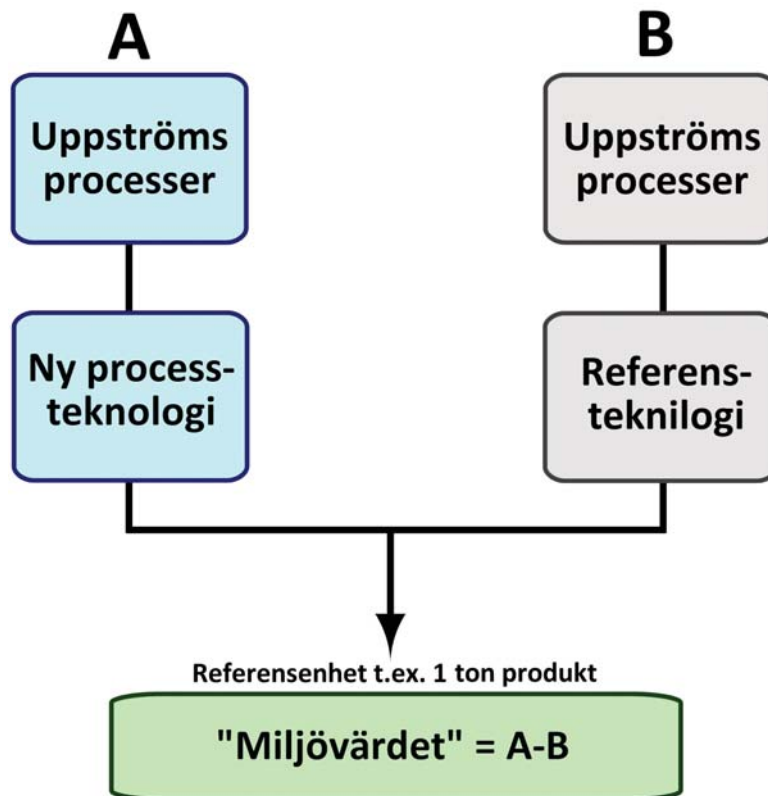 A
B
Uppströms
processer
Uppströms
processer
Ny process-
teknologi
Referens-
teknilogi
Referensenhet t.ex. 1 ton produkt
"Miljövärdet" = A-B